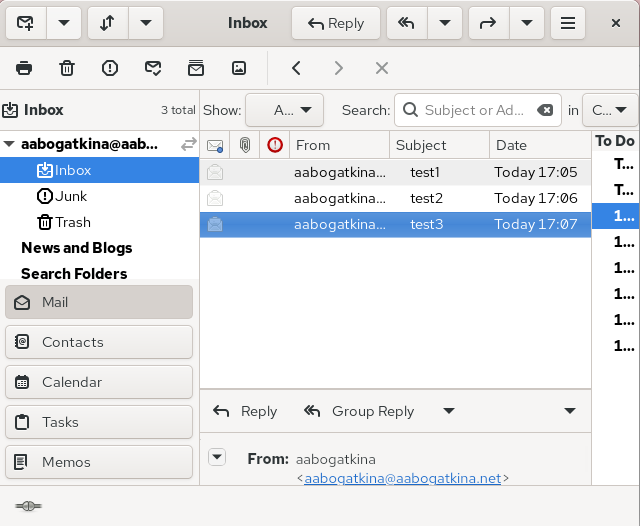 Inbox
Reply
Inbox 3 total
Show: A... Search: Subject or Ad... in C...
aabogatkina@aab...
Inbox
Junk
Trash
News and Blogs
Search Folders
Mail
Contacts
Calendar
Tasks
Memos
From Subject Date
aabogatkina... test1 Today 17:05
aabogatkina... test2 Today 17:06
aabogatkina... test3 Today 17:07
Reply Group Reply
From: aabogatkina
<aabogatkina@aabogatkina.net>
To Do
T...
T...
1...
1...
1...
1...
1...
1...